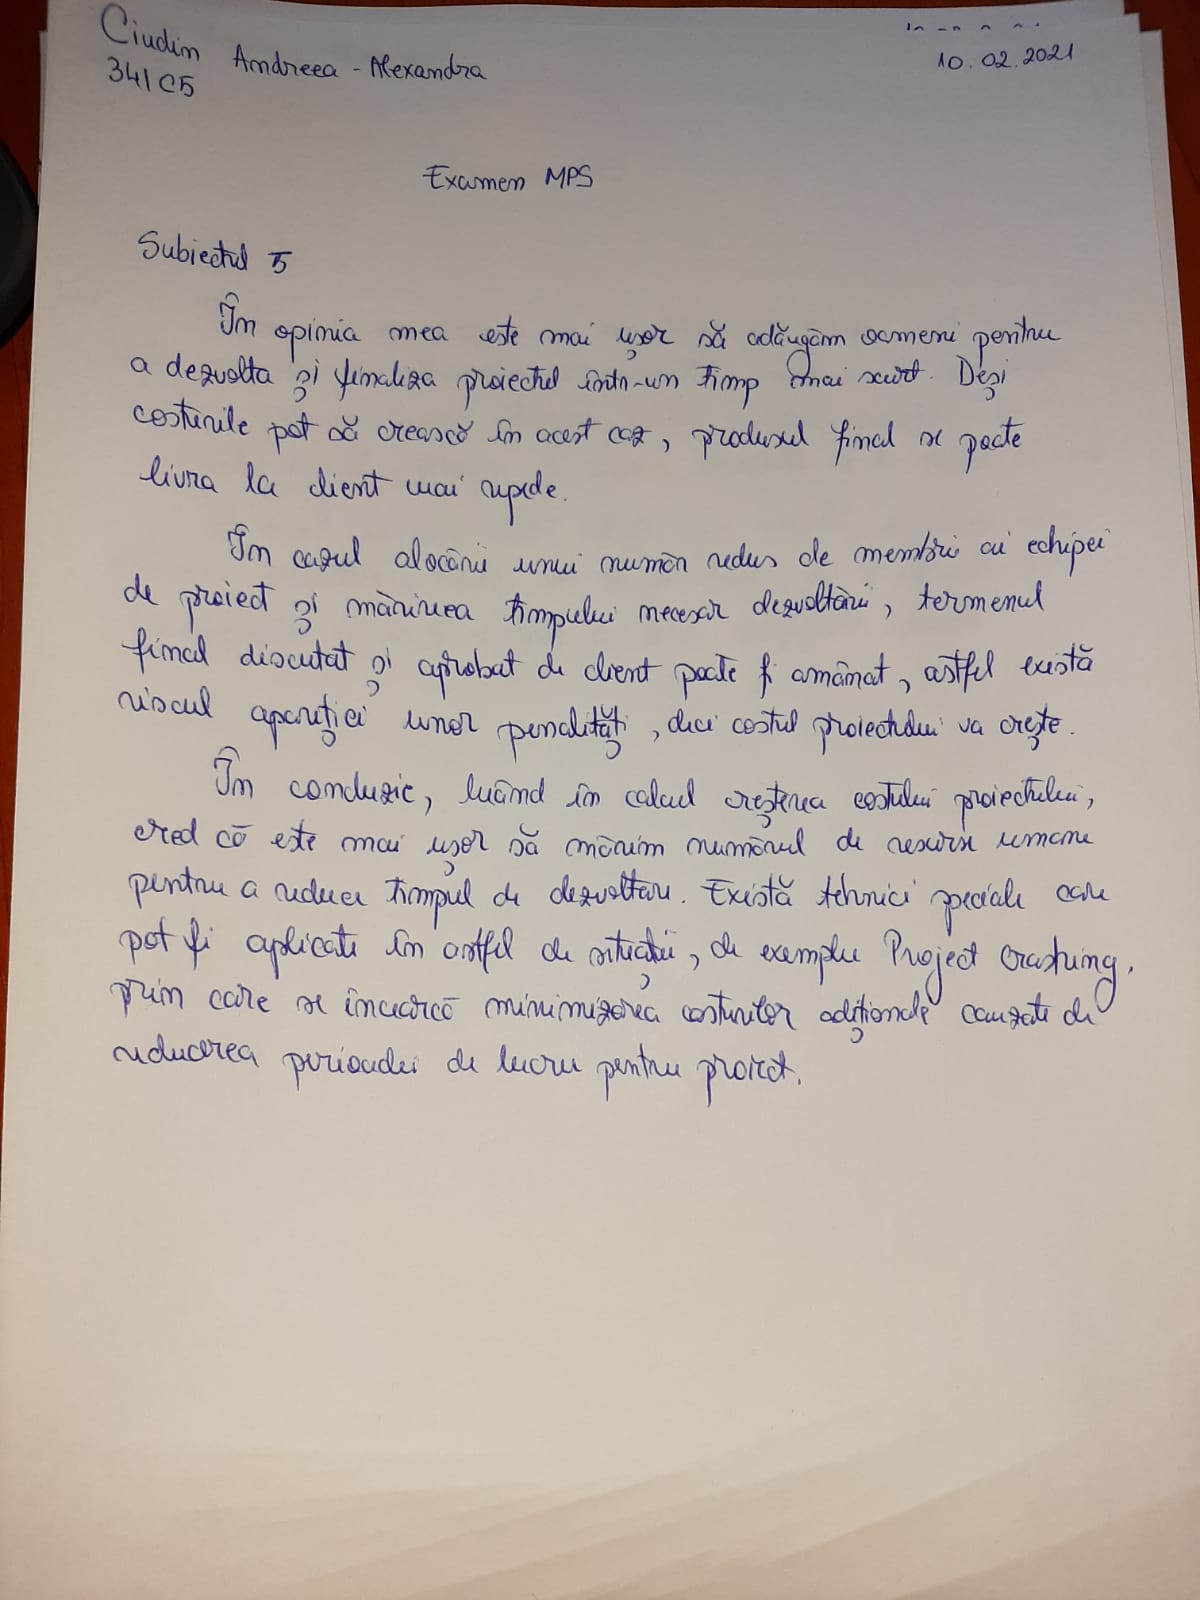 Ciudin Andreea - Alexandra
341C5
10.02.2021
Examen MPS
Subiectul 5
În opinia mea este mai ușor să adăugăm oameni pentru
a dezvolta și finaliza proiectul într-un timp mai scurt. Deși
costurile pot să crească în acest caz, produsul final se poate
livra la client mai repede.
În cazul alocării unui număr redus de membri ai echipei
de proiect și mărirea timpului necesar dezvoltării, termenul
final discutat și aprobat de client poate fi amânat, astfel există
riscul apariției unor penalități, deci costul proiectului va crește.
În concluzie, luând în calcul creșterea costului proiectului,
cred că este mai ușor să mărim numărul de resurse umane
pentru a reduce timpul de dezvoltare. Există tehnici speciale care
pot fi aplicate în astfel de situații, de exemplu Project Crashing,
prin care se încearcă minimizarea costurilor adiționale cauzate de
reducerea perioadei de lucru pentru proiect.